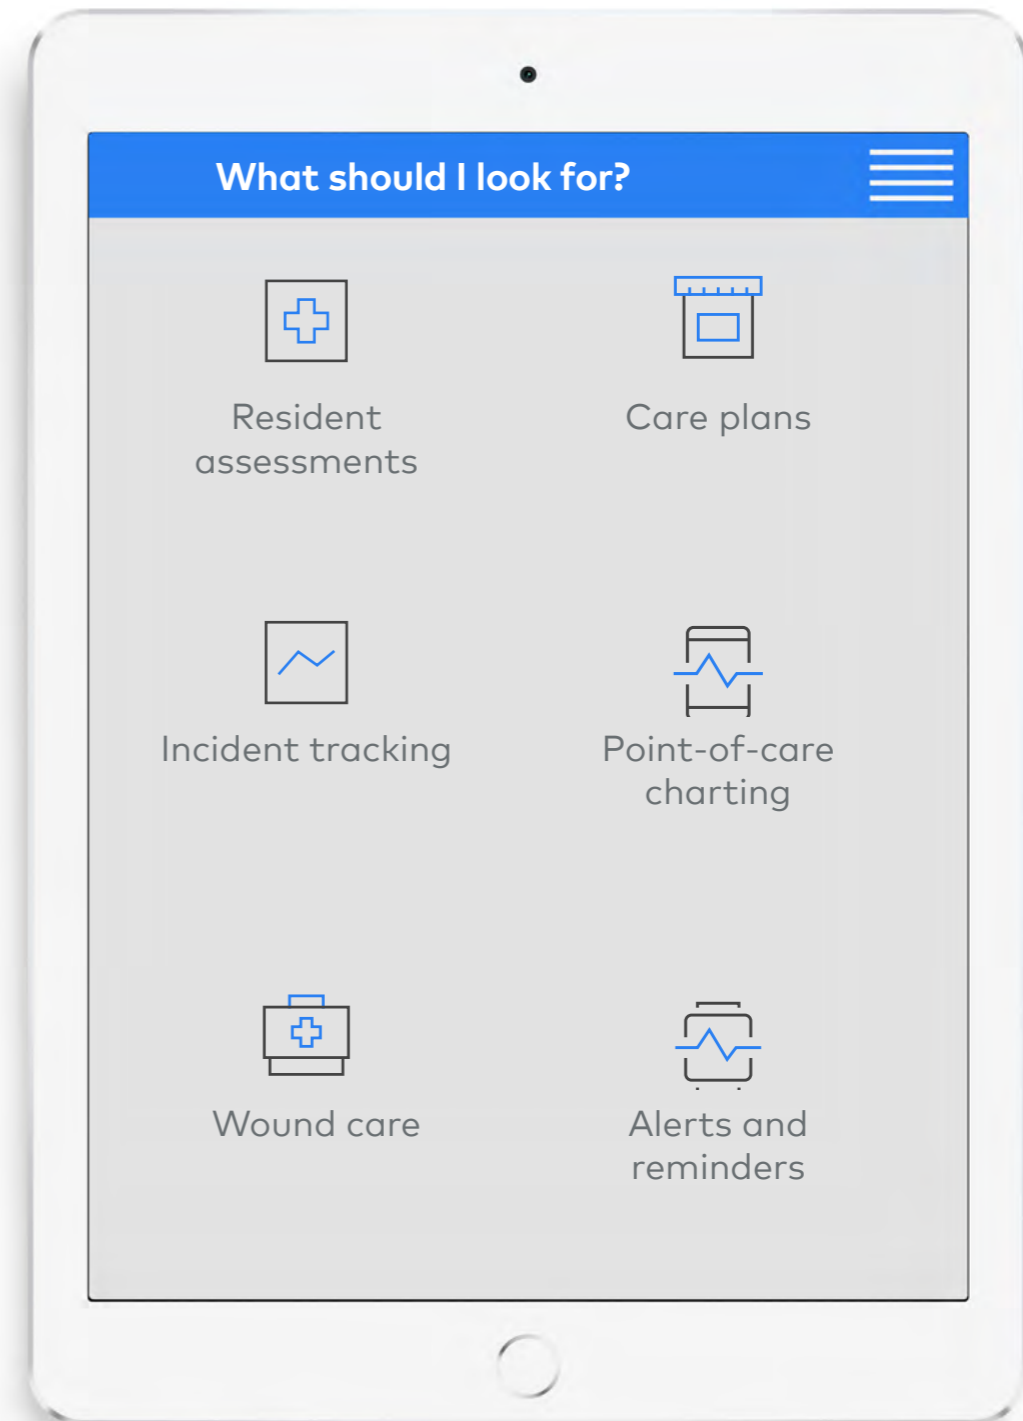 What should I look for?
Resident
assessments
Care plans
Incident tracking
Point-of-care
charting
Wound care
Alerts and
reminders